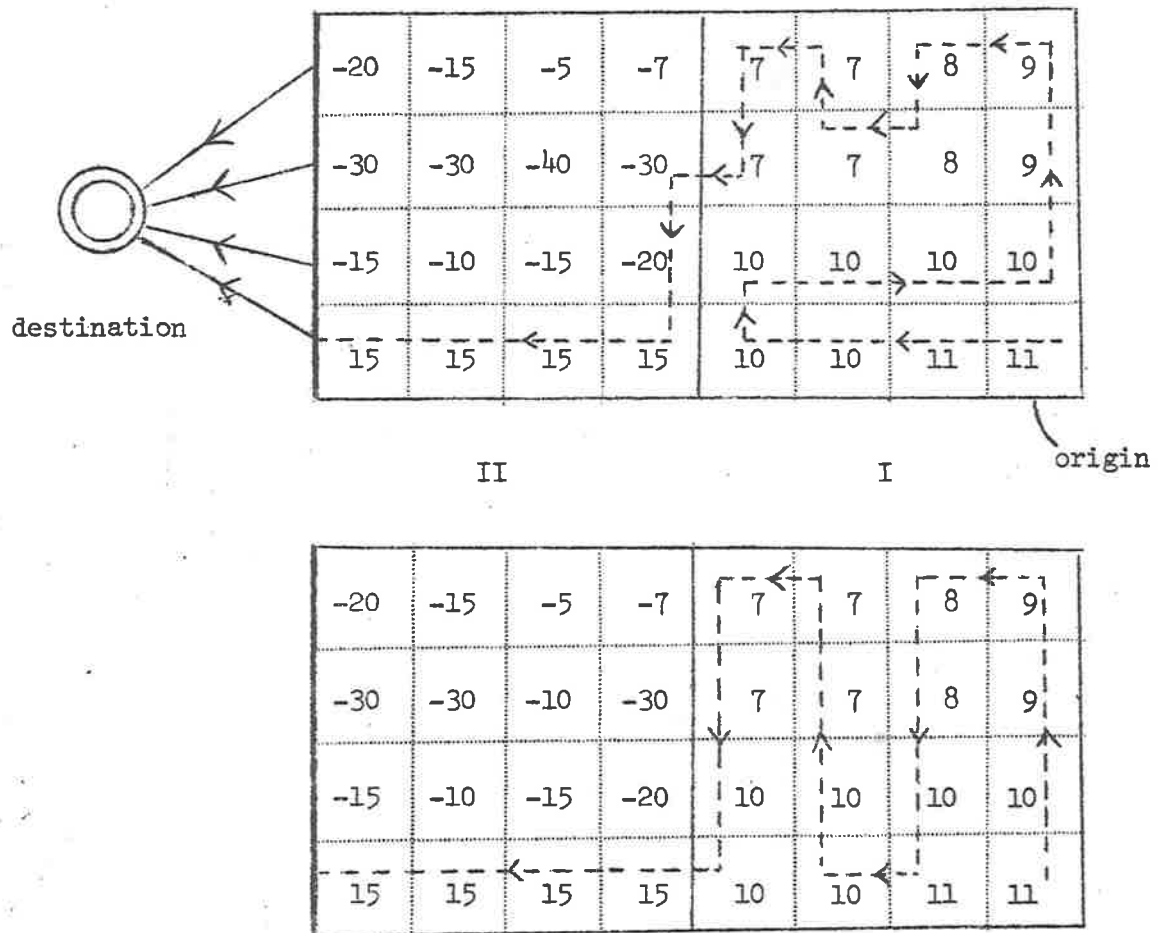 -20 -15 -5 -7 7 7 8 9
-30 -30 -40 -30 7 7 8 9
-15 -10 -15 -20 10 10 10 10
destination
15 15 15 15 10 10 11 11
origin
II I
-20 -15 -5 -7 7 7 8 9
-30 -30 -10 -30 7 7 8 9
-15 -10 -15 -20 10 10 10 10
15 15 15 15 10 10 11 11